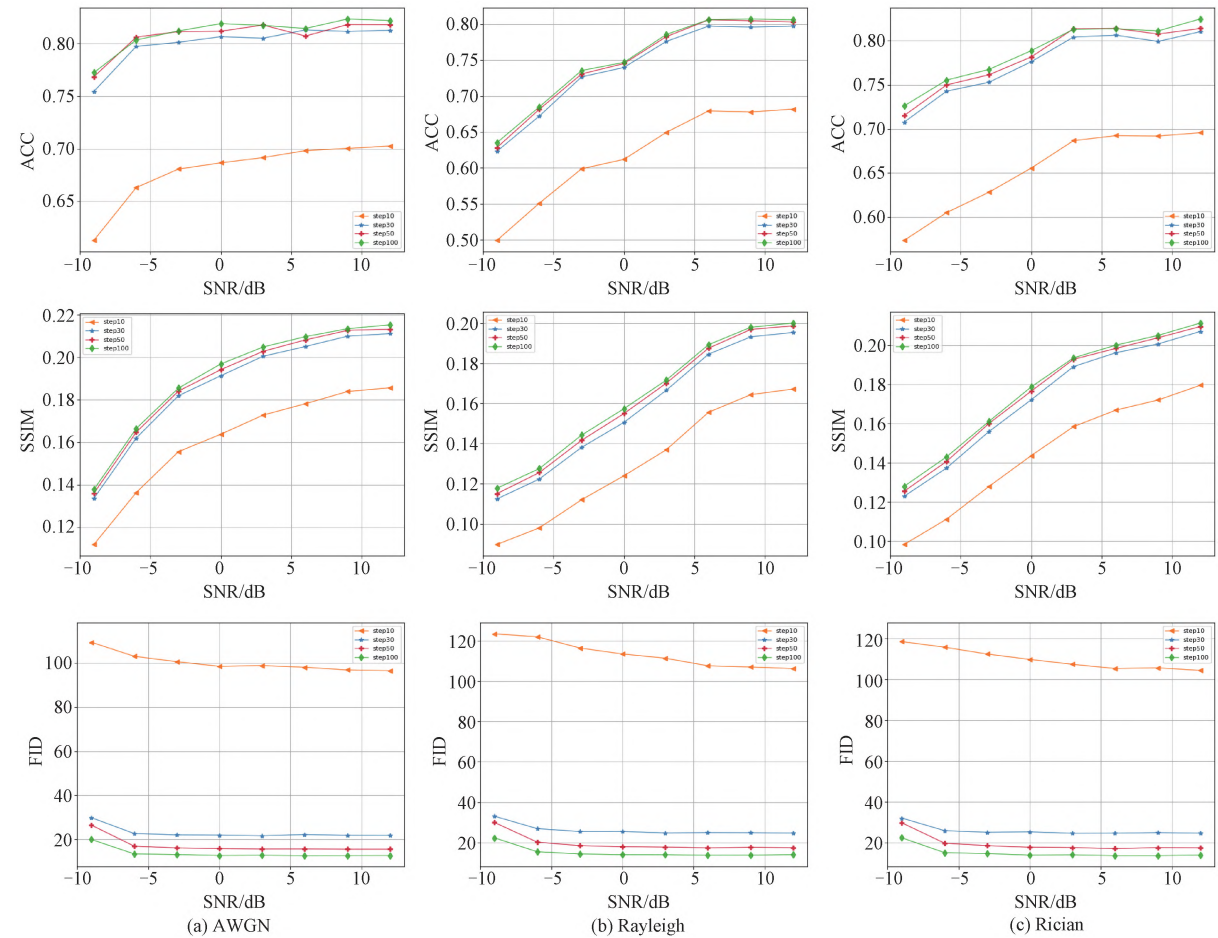 ACC
0.80
0.75
0.70
0.65
step10
step30
step50
step100
−10
−5
0
5
10
SNR/dB
ACC
0.80
0.75
0.70
0.65
0.60
0.55
0.50
step10
step30
step50
step100
−10
−5
0
5
10
SNR/dB
ACC
0.80
0.75
0.70
0.65
0.60
step10
step30
step50
step100
−10
−5
0
5
10
SNR/dB
SSIM
0.22
0.20
0.18
0.16
0.14
0.12
step10
step30
step50
step100
−10
−5
0
5
10
SNR/dB
SSIM
0.20
0.18
0.16
0.14
0.12
0.10
step10
step30
step50
step100
−10
−5
0
5
10
SNR/dB
SSIM
0.20
0.18
0.16
0.14
0.12
0.10
step10
step30
step50
step100
−10
−5
0
5
10
SNR/dB
FID
100
80
60
40
20
step10
step30
step50
step100
−10
−5
0
5
10
SNR/dB
(a) AWGN
FID
120
100
80
60
40
20
step10
step30
step50
step100
−10
−5
0
5
10
SNR/dB
(b) Rayleigh
FID
120
100
80
60
40
20
step10
step30
step50
step100
−10
−5
0
5
10
SNR/dB
(c) Rician